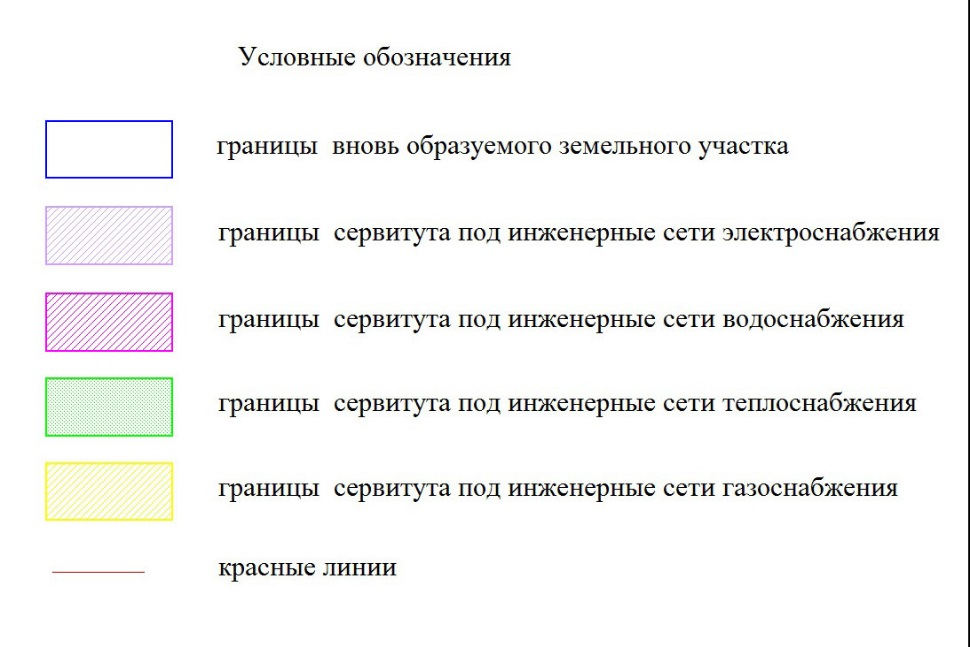 Условные обозначения
границы вновь образуемого земельного участка
границы сервитута под инженерные сети электроснабжения
границы сервитута под инженерные сети водоснабжения
границы сервитута под инженерные сети теплоснабжения
границы сервитута под инженерные сети газоснабжения
красные линии